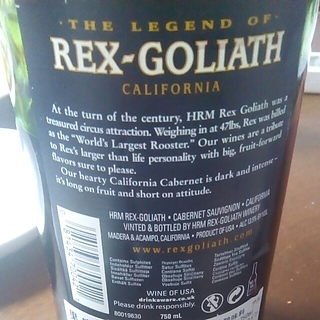 · THE LEGEND OF ·
REX-GOLIATH
CALIFORNIA
At the turn of the century, HRM Rex Goliath was a
treasured circus attraction. Weighing in at 47lbs, Rex was billed
as the "World's Largest Rooster." Our wines are a tribute
to Rex's larger than life personality with big, fruit-forward
flavors sure to please.
Our hearty California Cabernet is dark and intense -
it's long on fruit and short on attitude.
HRM REX-GOLIATH • CABERNET SAUVIGNON • CALIFORNIA
VINTED & BOTTLED BY HRM REX-GOLIATH WINERY
MADERA & ACAMPO, CALIFORNIA • PRODUCT OF USA •
www.rexgoliath.com
Contains Sulphites
WINE OF USA
drinkaware.co.uk
Please drink responsibly.
80019630 750 mL